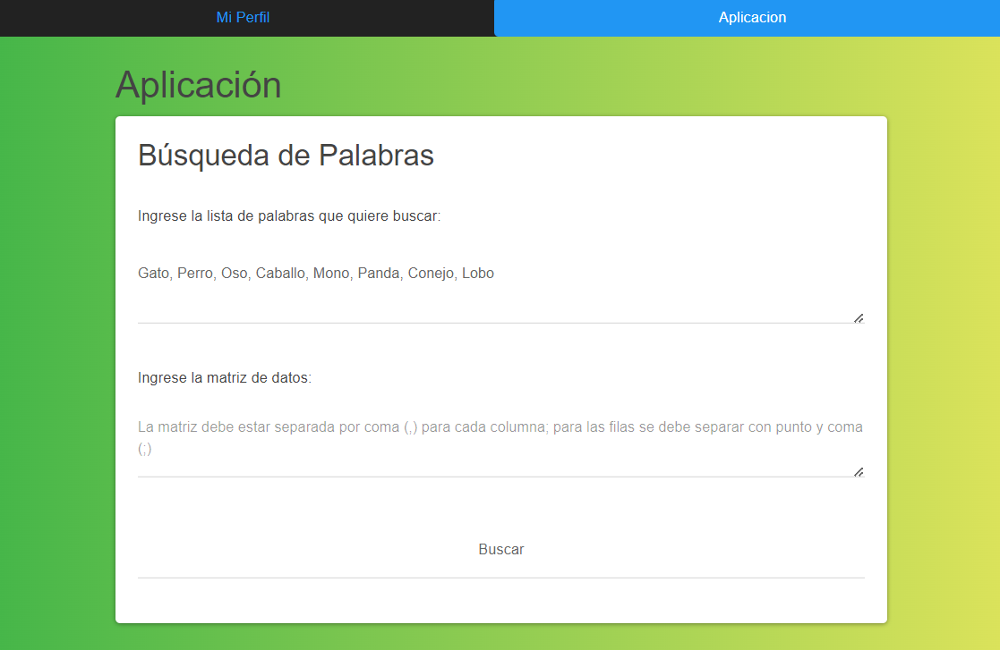 Mi Perfil
Aplicacion
Aplicación
Búsqueda de Palabras
Ingrese la lista de palabras que quiere buscar:
Gato, Perro, Oso, Caballo, Mono, Panda, Conejo, Lobo
Ingrese la matriz de datos:
La matriz debe estar separada por coma (,) para cada columna; para las filas se debe separar con punto y coma
(;)
Buscar